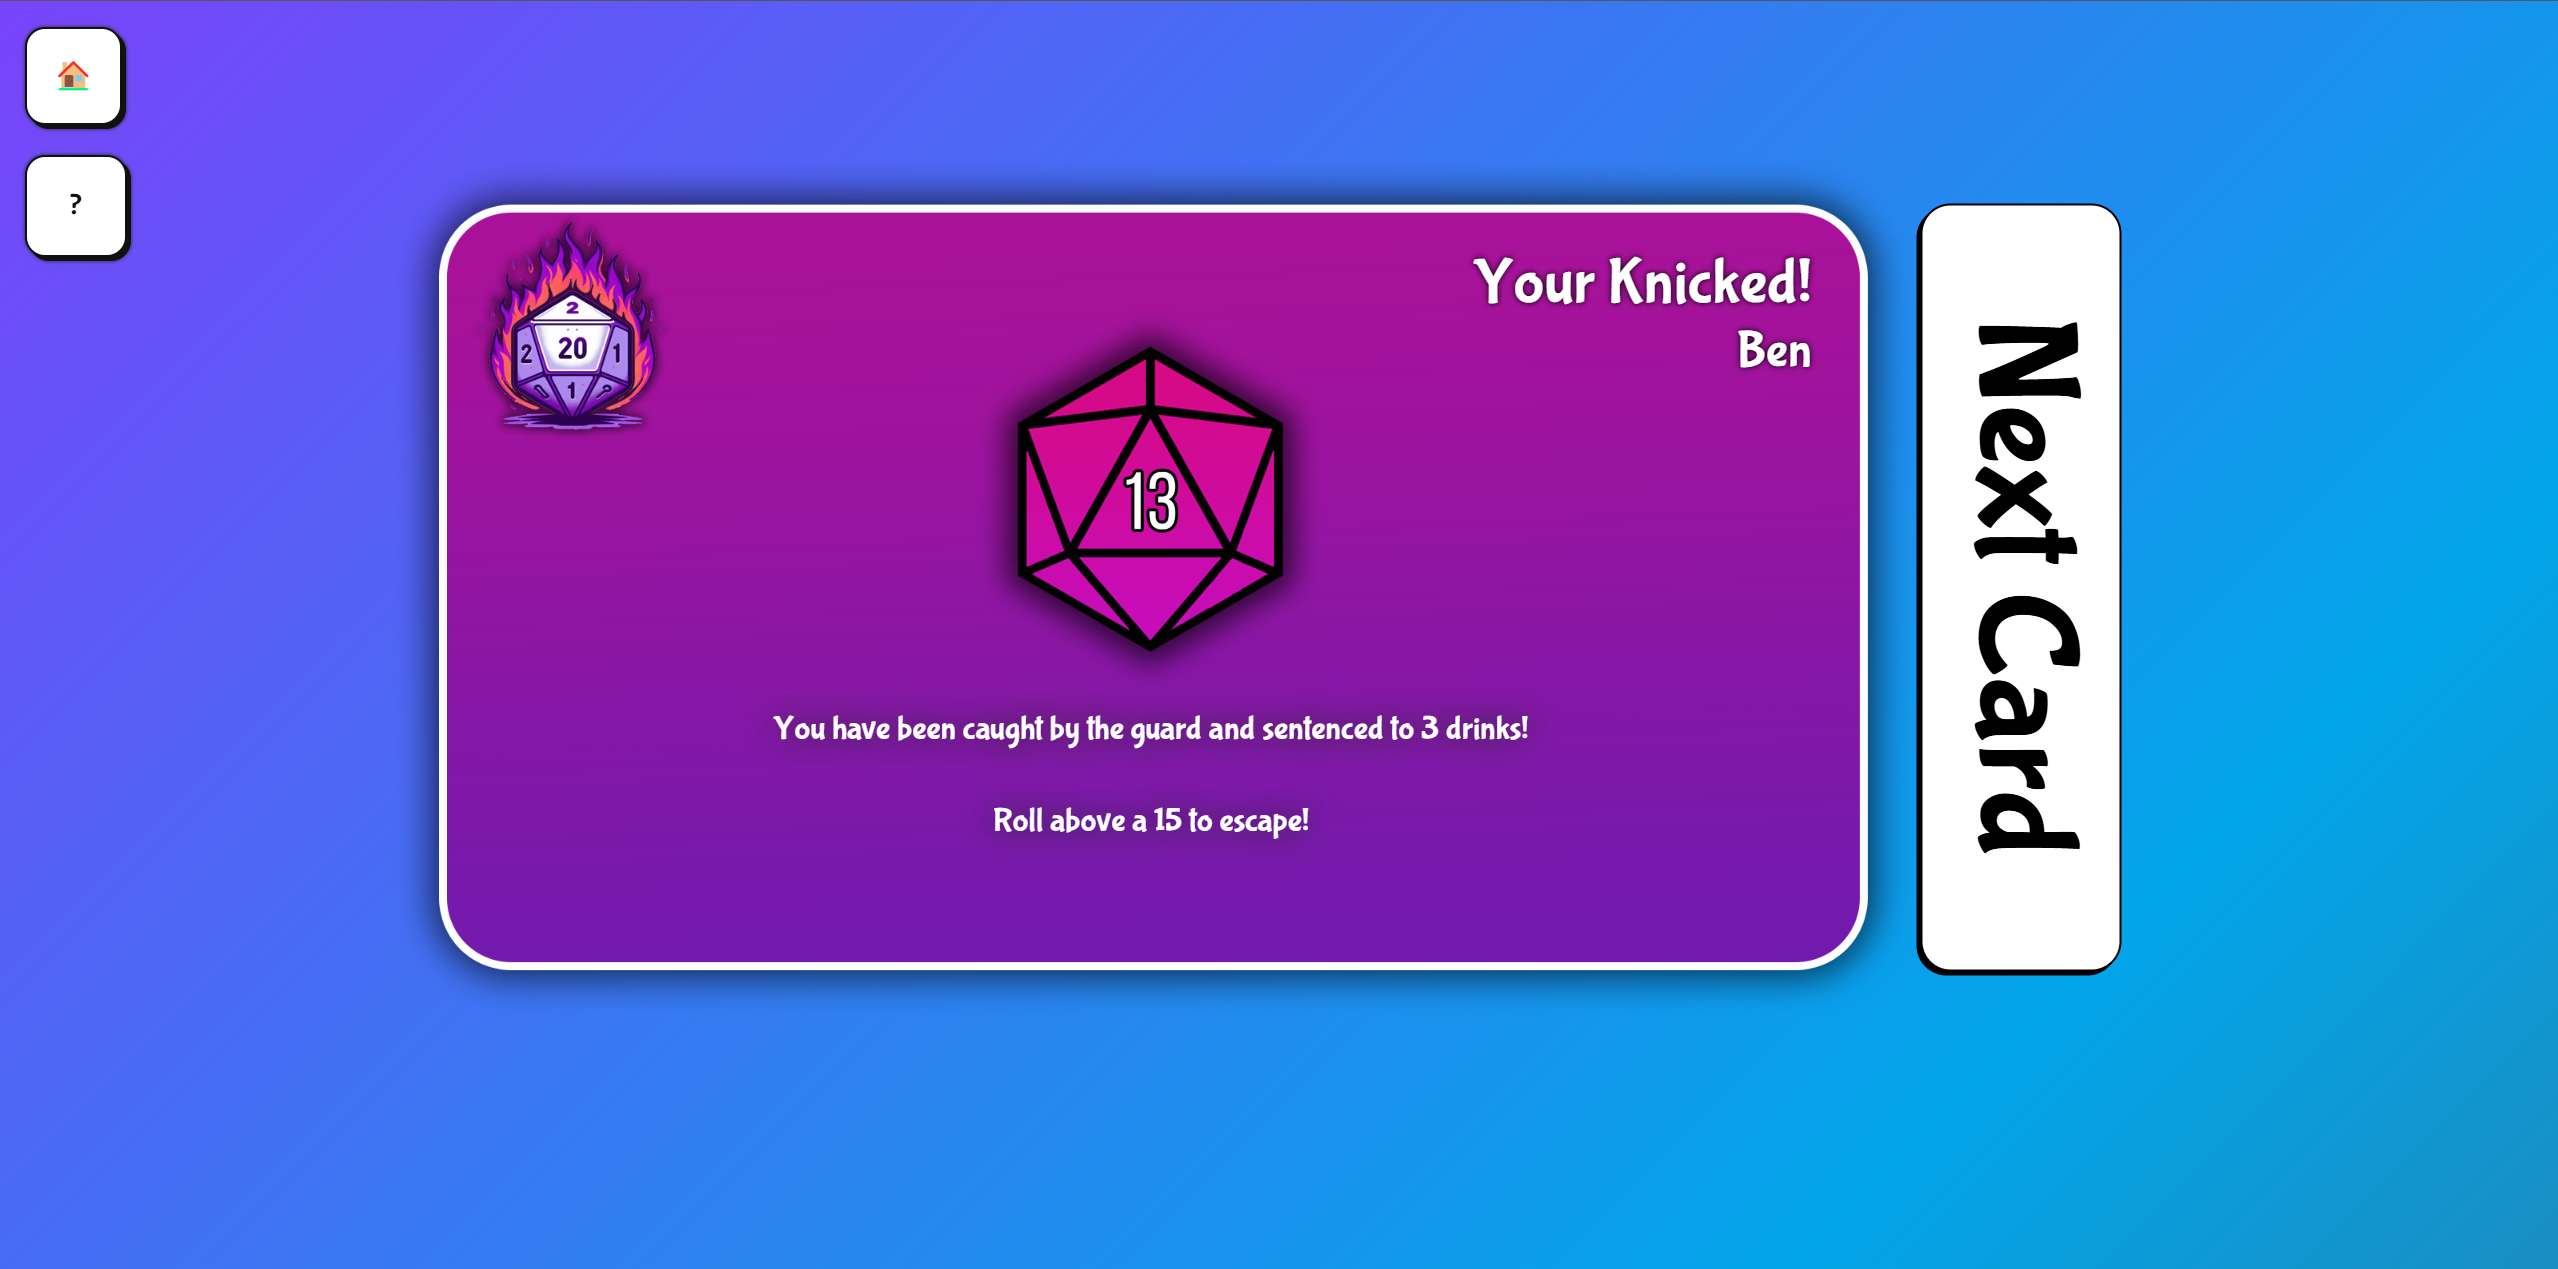 ?
2
2
20
1
1
Your Knicked!
Ben
13
You have been caught by the guard and sentenced to 3 drinks!
Roll above a 15 to escape!
Next Card